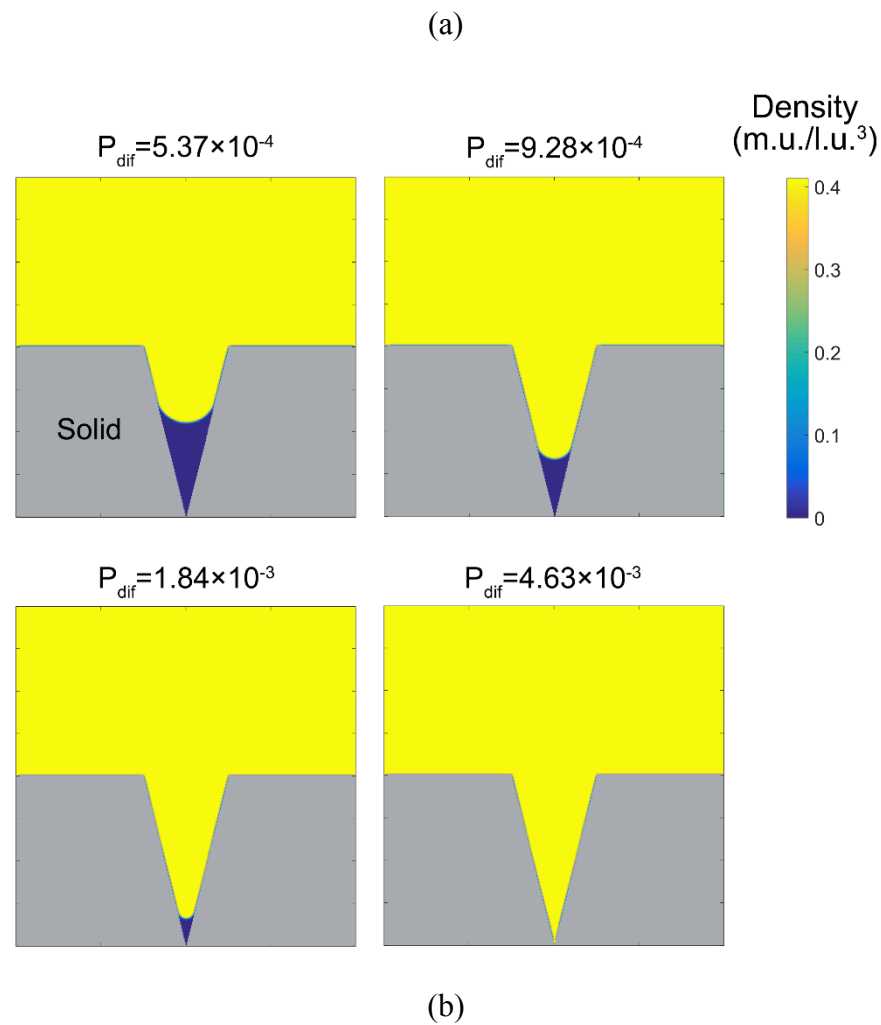 (a)
Density
(m.u./l.u.³)
P_dif=5.37×10⁻⁴
P_dif=9.28×10⁻⁴
0.4
0.3
0.2
0.1
0
Solid
P_dif=1.84×10⁻³
P_dif=4.63×10⁻³
(b)